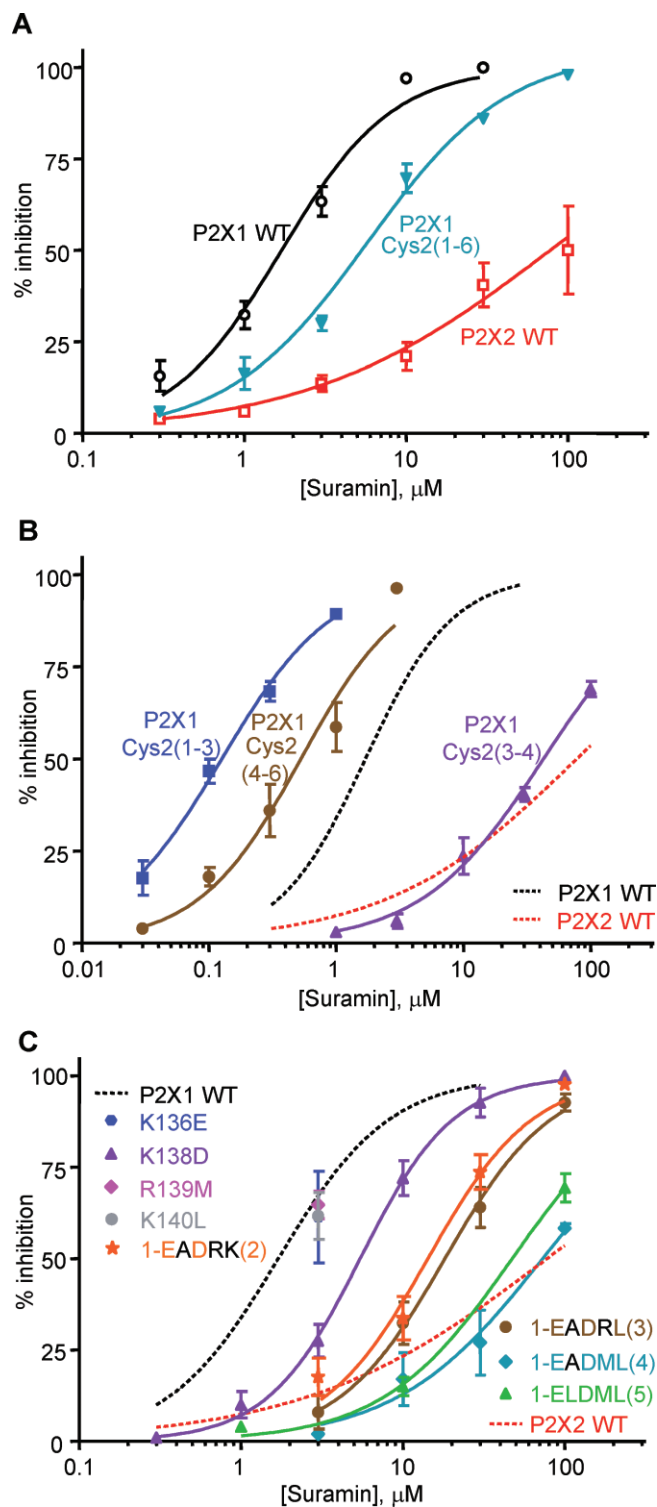 A
100
75
50
25
0
% inhibition
P2X1 WT
P2X1
Cys2(1-6)
P2X2 WT
0.1
1
10
100
[Suramin], μM
B
100
75
50
25
0
% inhibition
P2X1
Cys2(1-3)
P2X1
Cys2
(4-6)
P2X1
Cys2(3-4)
P2X1 WT
P2X2 WT
0.01
0.1
1
10
100
[Suramin], μM
C
100
75
50
25
0
% inhibition
P2X1 WT
K136E
K138D
R139M
K140L
1-EADRK(2)
1-EADRL(3)
1-EADML(4)
1-ELDML(5)
P2X2 WT
0.1
1
10
100
[Suramin], μM